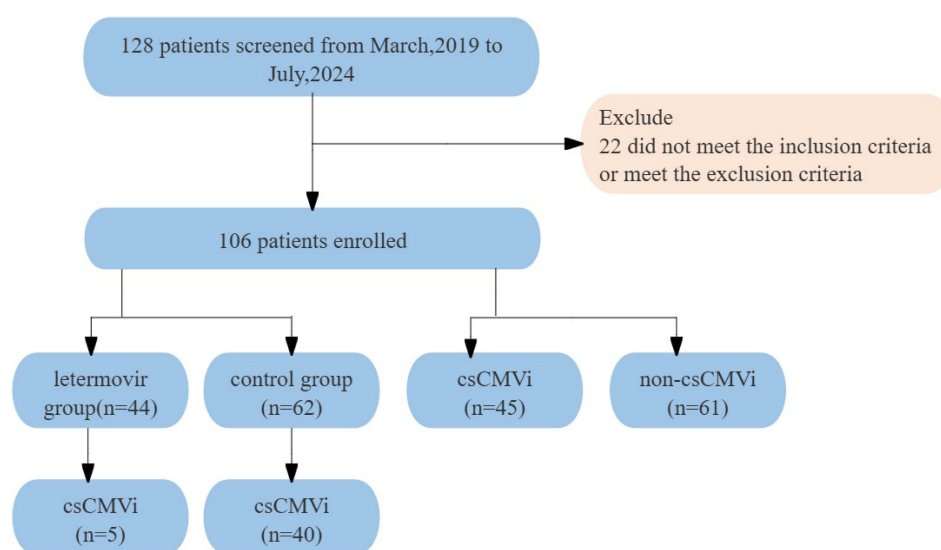 128 patients screened from March,2019 to
July,2024
Exclude
22 did not meet the inclusion criteria
or meet the exclusion criteria
106 patients enrolled
letermovir
group(n=44)
control group
(n=62)
csCMVi
(n=45)
non-csCMVi
(n=61)
csCMVi
(n=5)
csCMVi
(n=40)